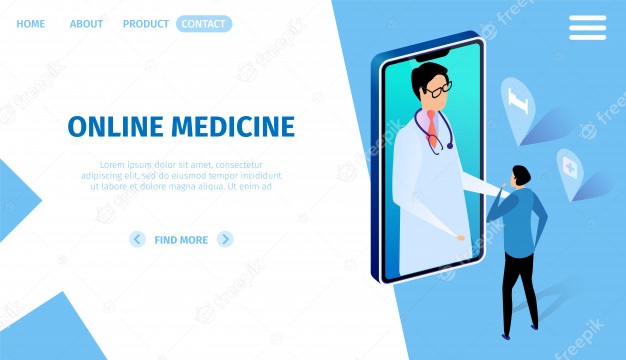 HOME ABOUT PRODUCT CONTACT
ONLINE MEDICINE
Lorem ipsum dolor sit amet,
consectetur adipiscing elit, sed do eiusmod
tempor incididunt ut labore et dolore magna
aliqua. Ut enim ad
FIND MORE
freepik